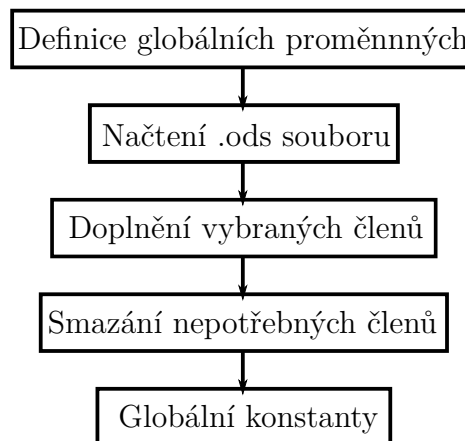 Definice globálních proměnnných
Načtení .ods souboru
Doplnění vybraných členů
Smazání nepotřebných členů
Globální konstanty